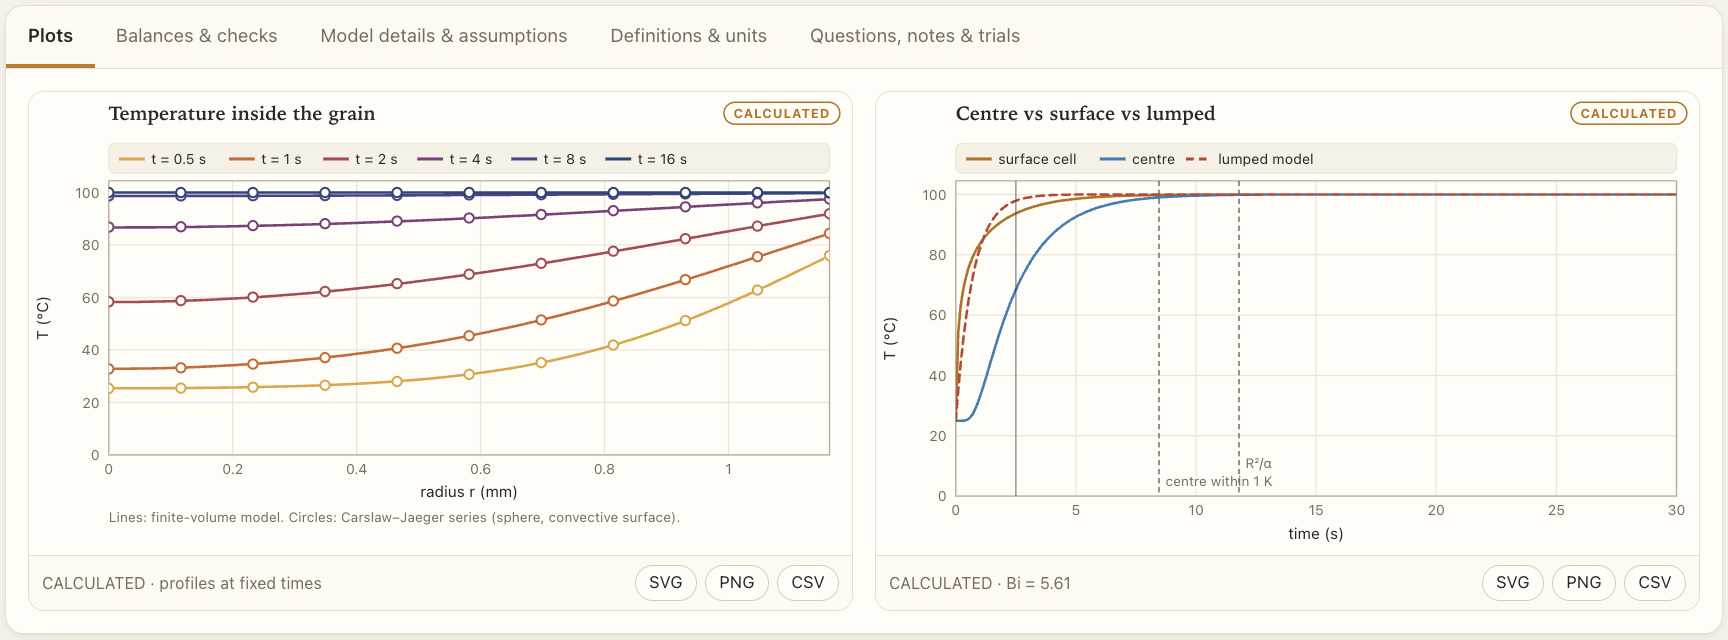 Plots Balances & checks Model details & assumptions Definitions & units Questions, notes & trials
Temperature inside the grain
CALCULATED
t = 0.5 s t = 1 s t = 2 s t = 4 s t = 8 s t = 16 s
100
80
60
40
20
0
T (°C)
0 0.2 0.4 0.6 0.8 1
radius r (mm)
Lines: finite-volume model. Circles: Carslaw–Jaeger series (sphere, convective surface).
CALCULATED · profiles at fixed times
SVG PNG CSV
Centre vs surface vs lumped
CALCULATED
surface cell centre lumped model
100
80
60
40
20
0
T (°C)
R²/α
centre within 1 K
0 5 10 15 20 25 30
time (s)
CALCULATED · Bi = 5.61
SVG PNG CSV